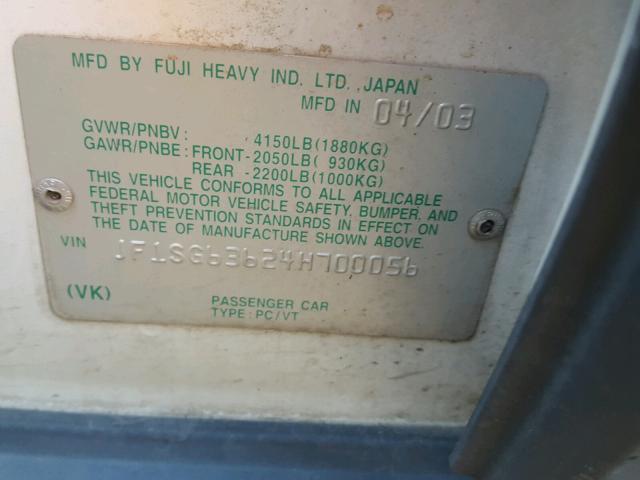 MFD BY FUJI HEAVY IND. LTD. JAPAN
MFD IN 04/03
GVWR/PNBV: 4150LB(1880KG)
GAWR/PNBE: FRONT-2050LB( 930KG)
REAR -2200LB(1000KG)
THIS VEHICLE CONFORMS TO ALL APPLICABLE
FEDERAL MOTOR VEHICLE SAFETY, BUMPER, AND
THEFT PREVENTION STANDARDS IN EFFECT ON
THE DATE OF MANUFACTURE SHOWN ABOVE.
VIN JF1SG63624H700056
(VK) PASSENGER CAR
TYPE: PC/VT